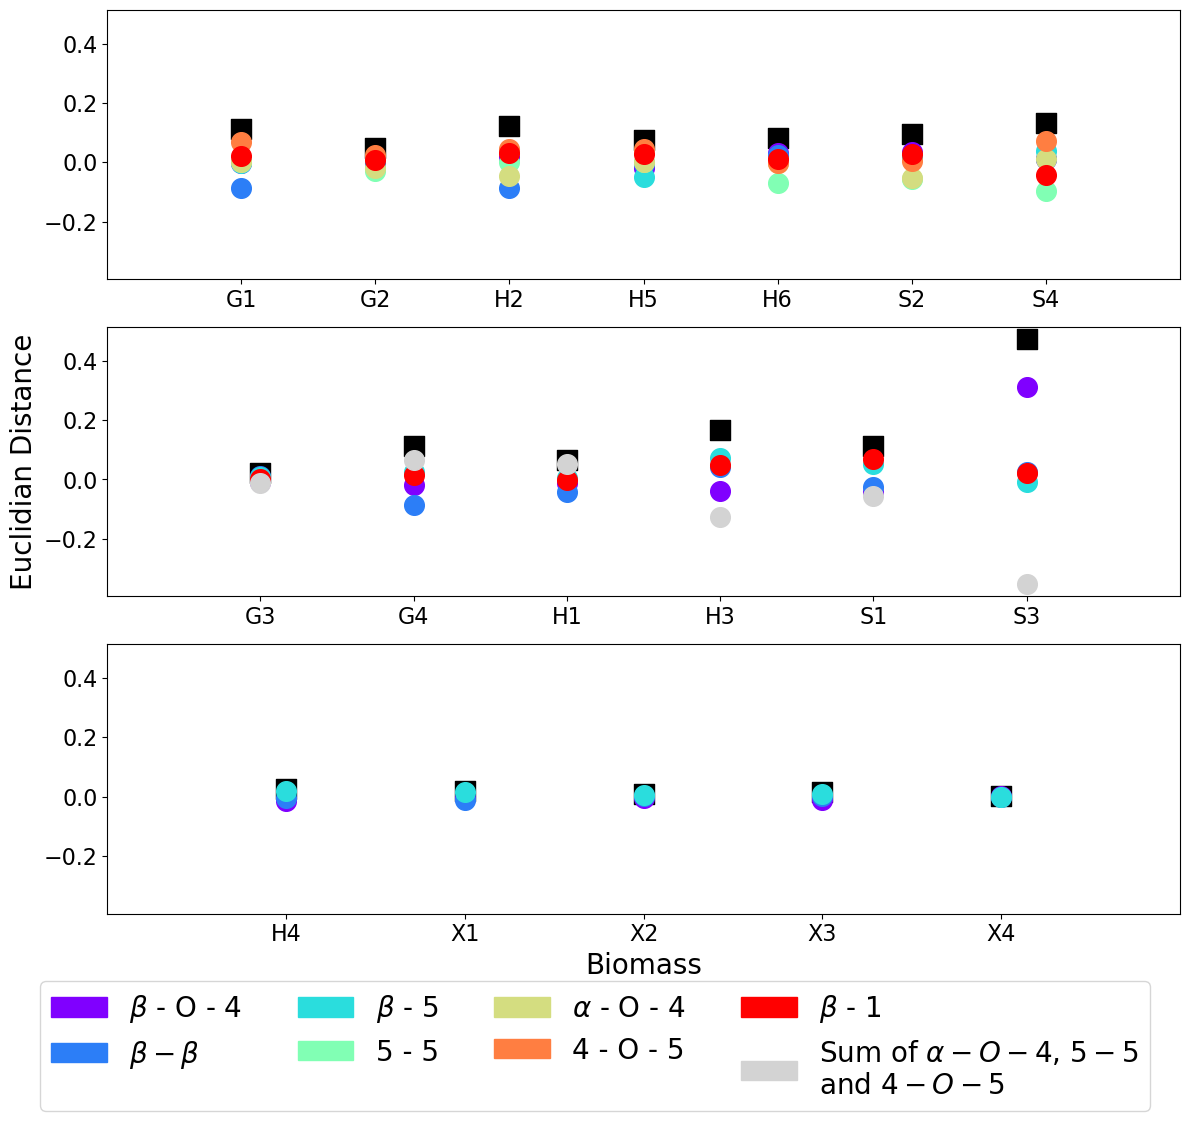 0.4
0.2
0.0
−0.2
G1 G2 H2 H5 H6 S2 S4
Euclidian Distance
0.4
0.2
0.0
−0.2
G3 G4 H1 H3 S1 S3
0.4
0.2
0.0
−0.2
H4 X1 X2 X3 X4
Biomass
β - O - 4
β − β
β - 5
5 - 5
α - O - 4
4 - O - 5
β - 1
Sum of α − O − 4, 5 − 5
and 4 − O − 5